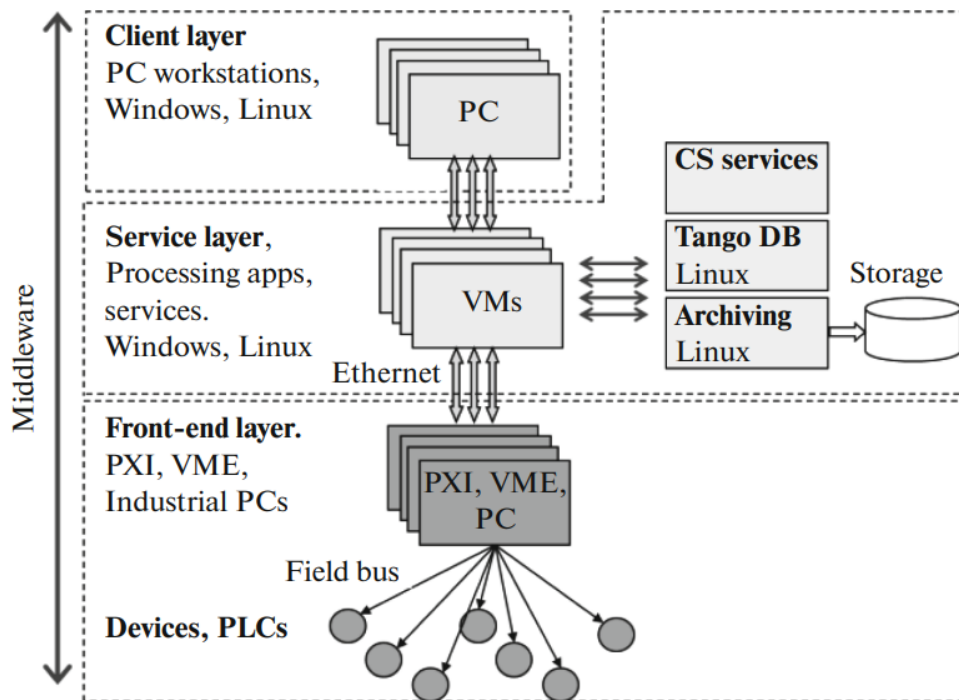 Middleware
Client layer
PC workstations,
Windows, Linux
PC
Service layer,
Processing apps,
services.
Windows, Linux
VMs
CS services
Tango DB
Linux
Archiving
Linux
Storage
Ethernet
Front-end layer.
PXI, VME,
Industrial PCs
PXI, VME,
PC
Field bus
Devices, PLCs